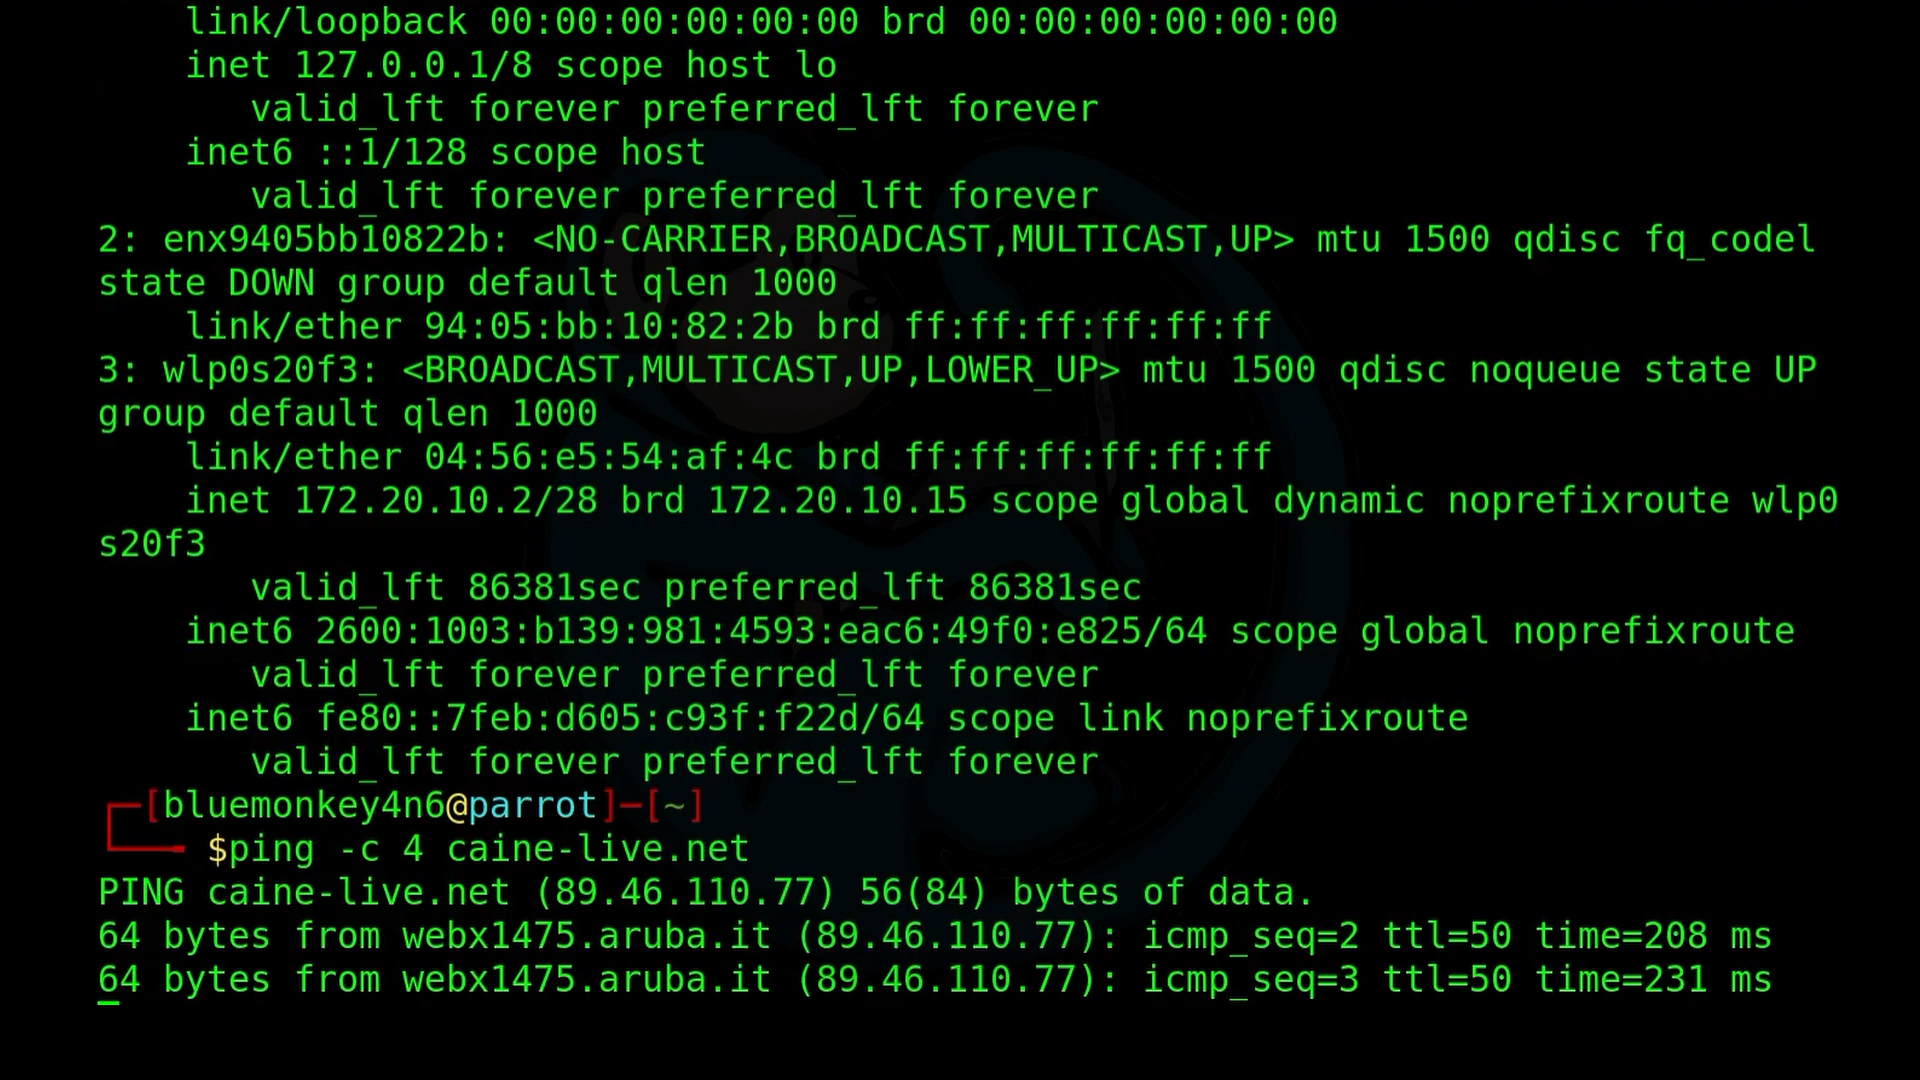 link/loopback 00:00:00:00:00:00 brd 00:00:00:00:00:00
inet 127.0.0.1/8 scope host lo
valid_lft forever preferred_lft forever
inet6 ::1/128 scope host
valid_lft forever preferred_lft forever
2: enx9405bb10822b: <NO-CARRIER,BROADCAST,MULTICAST,UP> mtu 1500 qdisc fq_codel
state DOWN group default qlen 1000
link/ether 94:05:bb:10:82:2b brd ff:ff:ff:ff:ff:ff
3: wlp0s20f3: <BROADCAST,MULTICAST,UP,LOWER_UP> mtu 1500 qdisc noqueue state UP
group default qlen 1000
link/ether 04:56:e5:54:af:4c brd ff:ff:ff:ff:ff:ff
inet 172.20.10.2/28 brd 172.20.10.15 scope global dynamic noprefixroute wlp0
s20f3
valid_lft 86381sec preferred_lft 86381sec
inet6 2600:1003:b139:981:4593:eac6:49f0:e825/64 scope global noprefixroute
valid_lft forever preferred_lft forever
inet6 fe80::7feb:d605:c93f:f22d/64 scope link noprefixroute
valid_lft forever preferred_lft forever
┌─[bluemonkey4n6@parrot]─[~]
└──╼ $ping -c 4 caine-live.net
PING caine-live.net (89.46.110.77) 56(84) bytes of data.
64 bytes from webx1475.aruba.it (89.46.110.77): icmp_seq=2 ttl=50 time=208 ms
64 bytes from webx1475.aruba.it (89.46.110.77): icmp_seq=3 ttl=50 time=231 ms